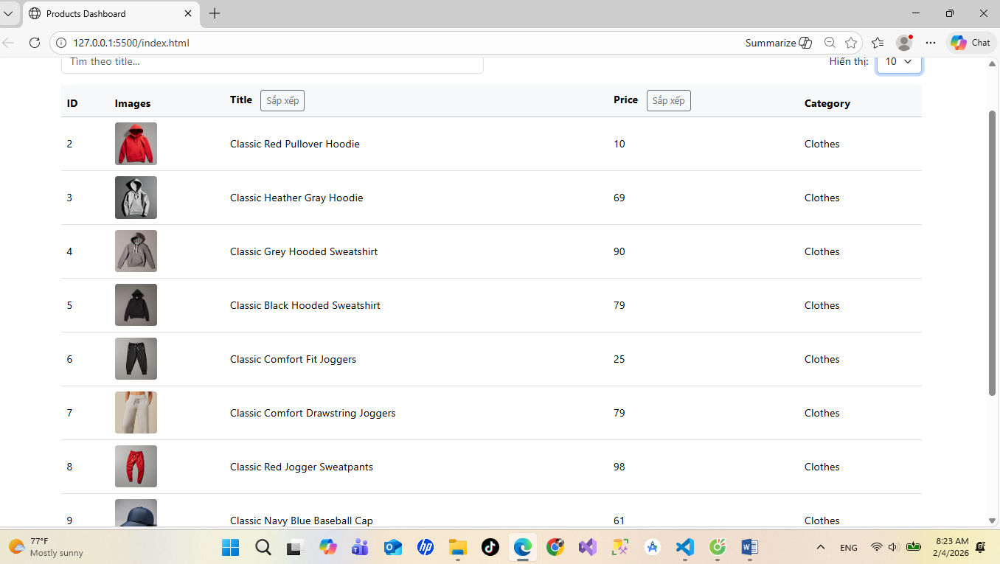 Products Dashboard
127.0.0.1:5500/index.html
Summarize
Chat
Tìm theo title...
Hiển thị: 10
ID Images Title Sắp xếp Price Sắp xếp Category
2 Classic Red Pullover Hoodie 10 Clothes
3 Classic Heather Gray Hoodie 69 Clothes
4 Classic Grey Hooded Sweatshirt 90 Clothes
5 Classic Black Hooded Sweatshirt 79 Clothes
6 Classic Comfort Fit Joggers 25 Clothes
7 Classic Comfort Drawstring Joggers 79 Clothes
8 Classic Red Jogger Sweatpants 98 Clothes
9 Classic Navy Blue Baseball Cap 61 Clothes
77°F
Mostly sunny
ENG
8:23 AM
2/4/2026